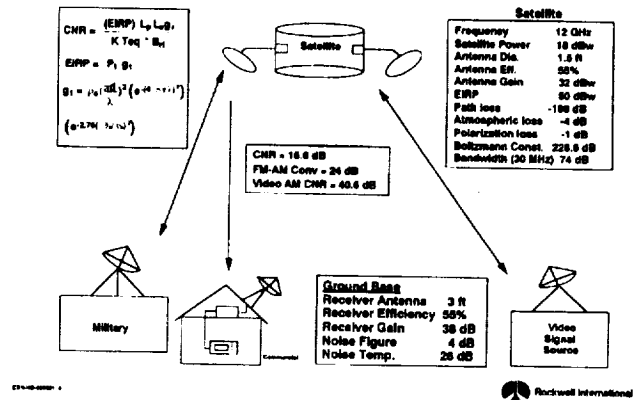 CNR = (EIRP) Lp La gr
K Teq
EIRP = Pt gt
Satellite
CNR = 15.6 dB
FM-AM Conv = 24 dB
Video AM CNR = 40.6 dB
Satellite
Frequency 12 GHz
Satellite Power 18 dBw
Antenna Dia. 1.5 ft
Antenna Eff. 55%
Antenna Gain 32 dBw
EIRP 50 dBw
Path loss
Atmospheric loss -4 dB
Polarization loss -1 dB
Boltzmann Const. 228.6 dB
Bandwidth (30 MHz) 74 dB
Military
Commercial
Ground Base
Receiver Antenna 3 ft
Receiver Efficiency 55%
Receiver Gain 38 dB
Noise Figure 4 dB
Noise Temp. 26 dB
Video
Signal
Source
Rockwell International